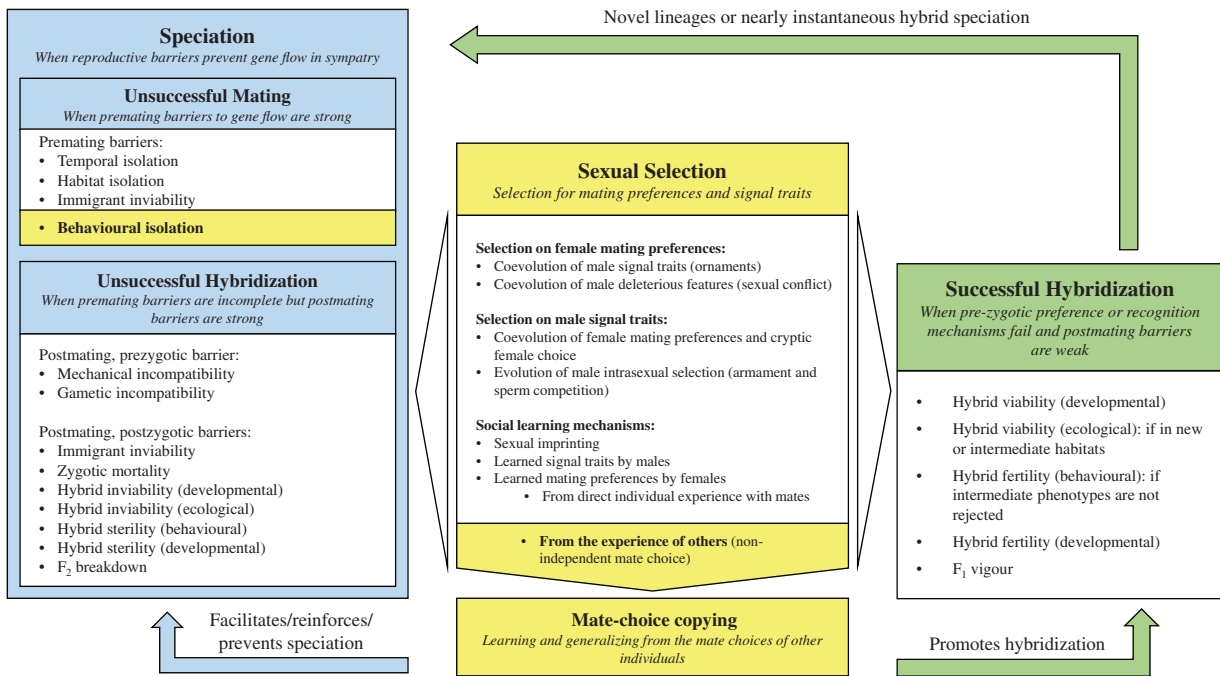 Novel lineages or nearly instantaneous hybrid speciation
Speciation
When reproductive barriers prevent gene flow in sympatry
Unsuccessful Mating
When premating barriers to gene flow are strong
Premating barriers:
• Temporal isolation
• Habitat isolation
• Immigrant inviability
• Behavioural isolation
Unsuccessful Hybridization
When premating barriers are incomplete but postmating
barriers are strong
Postmating, prezygotic barrier:
• Mechanical incompatibility
• Gametic incompatibility
Postmating, postzygotic barriers:
• Immigrant inviability
• Zygotic mortality
• Hybrid inviability (developmental)
• Hybrid inviability (ecological)
• Hybrid sterility (behavioural)
• Hybrid sterility (developmental)
• F₂ breakdown
Facilitates/reinforces/
prevents speciation
Sexual Selection
Selection for mating preferences and signal traits
Selection on female mating preferences:
• Coevolution of male signal traits (ornaments)
• Coevolution of male deleterious features (sexual conflict)
Selection on male signal traits:
• Coevolution of female mating preferences and cryptic
female choice
• Evolution of male intrasexual selection (armament and
sperm competition)
Social learning mechanisms:
• Sexual imprinting
• Learned signal traits by males
• Learned mating preferences by females
• From direct individual experience with mates
• From the experience of others (non-
independent mate choice)
Mate-choice copying
Learning and generalizing from the mate choices of other
individuals
Successful Hybridization
When pre-zygotic preference or recognition
mechanisms fail and postmating barriers
are weak
• Hybrid viability (developmental)
• Hybrid viability (ecological): if in new
or intermediate habitats
• Hybrid fertility (behavioural): if
intermediate phenotypes are not
rejected
• Hybrid fertility (developmental)
• F₁ vigour
Promotes hybridization